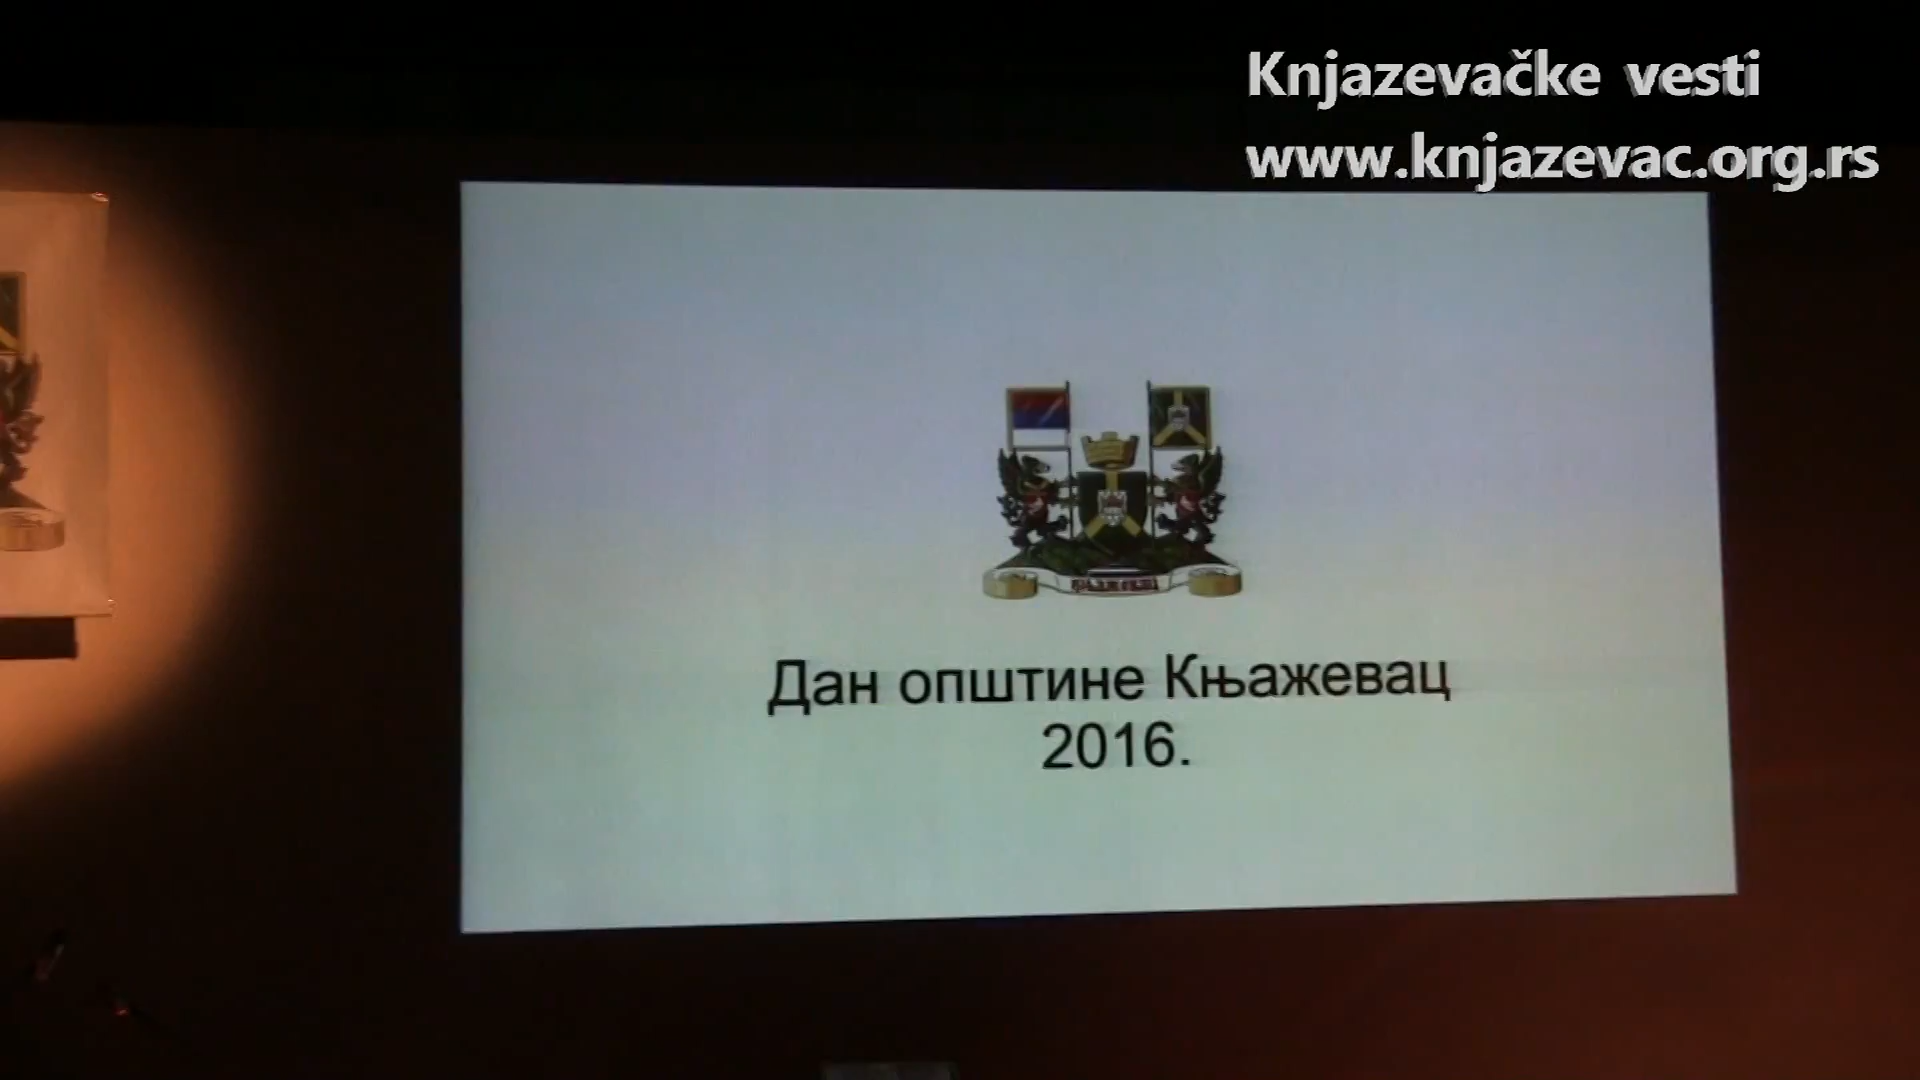 Knjazevačke vesti
www.knjazevac.org.rs
Дан општине Књажевац
2016.